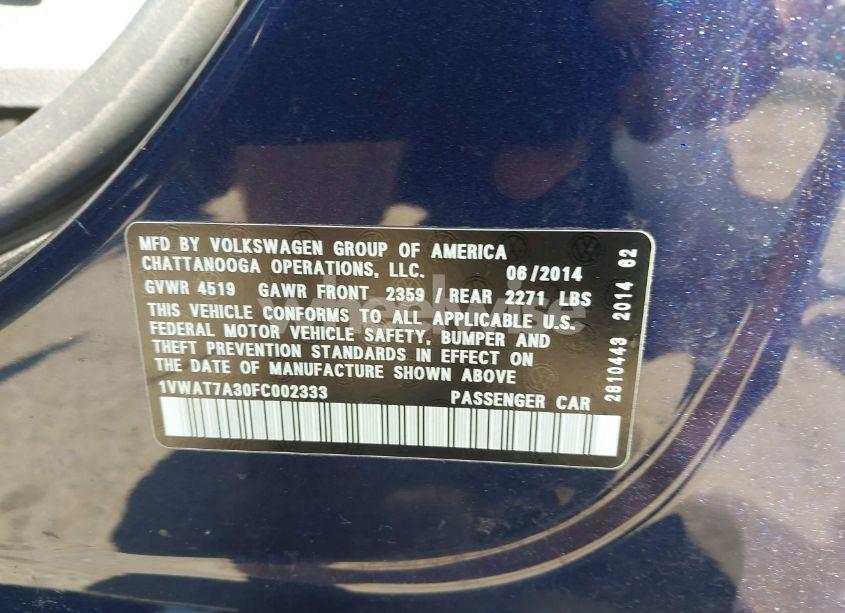 MFD BY VOLKSWAGEN GROUP OF AMERICA
CHATTANOOGA OPERATIONS, LLC. 06/2014
GVWR 4519 GAWR FRONT 2359/REAR 2271 LBS
THIS VEHICLE CONFORMS TO ALL APPLICABLE U.S.
FEDERAL MOTOR VEHICLE SAFETY, BUMPER AND
THEFT PREVENTION STANDARDS IN EFFECT ON
THE DATE OF MANUFACTURE SHOWN ABOVE
1VWAT7A30FC002333 PASSENGER CAR
2810443 2014 62